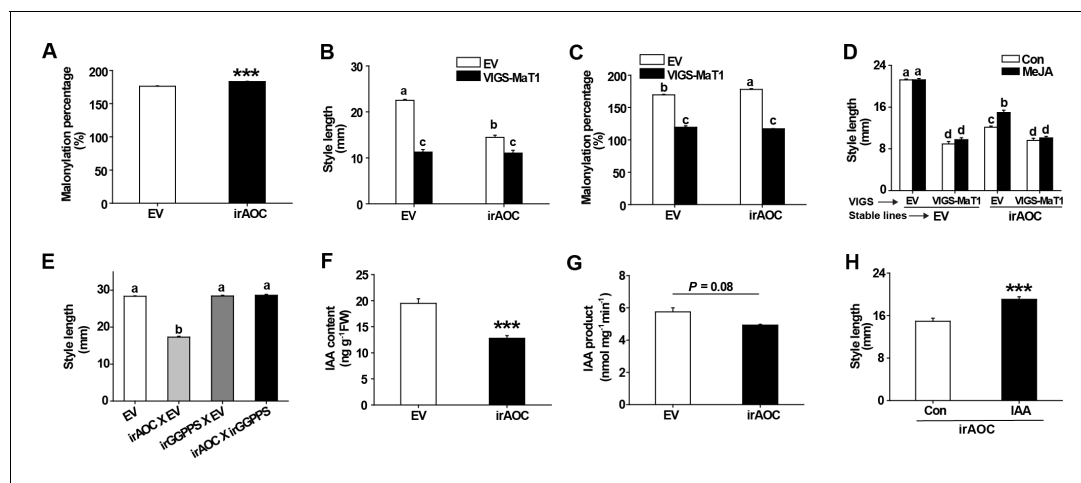 A
Malonylation percentage
(%)
200
150
100
50
0
***
EV
irAOC
B
EV
VIGS-MaT1
Style length
(mm)
30
20
10
0
a
c
b
c
EV
irAOC
C
EV
VIGS-MaT1
Malonylation percentage
(%)
200
150
100
50
0
b
c
a
c
EV
irAOC
D
Con
MeJA
Style length
(mm)
24
16
8
0
a a
d d
c b
d d
VIGS → EV VIGS-MaT1 EV VIGS-MaT1
Stable lines → EV irAOC
E
Style length
(mm)
30
20
10
0
a
b
a
a
EV
irAOC X EV
irGGPPS X EV
irAOC X irGGPPS
F
IAA content
(ng g-1FW)
25
20
15
10
5
0
***
EV
irAOC
G
IAA product
(nmol mg-1min-1)
8
6
4
2
0
P = 0.08
EV
irAOC
H
Style length
(mm)
24
16
8
0
***
Con
IAA
irAOC